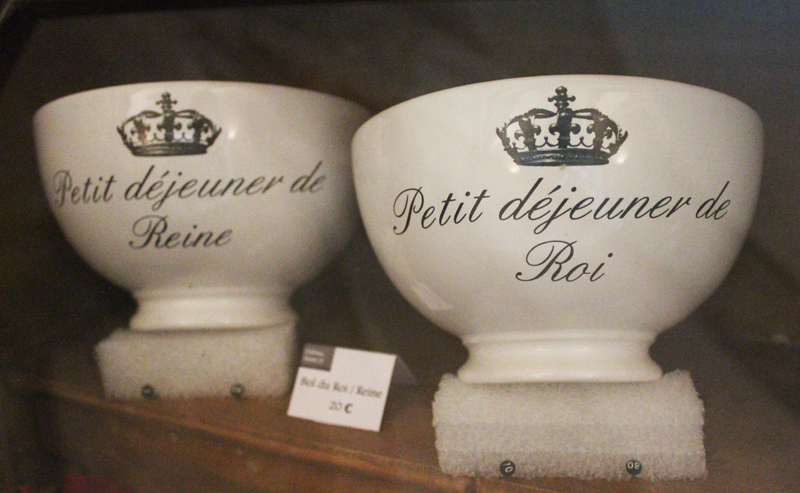 Petit déjeuner de
Reine
Petit déjeuner de
Roi
Bol du Roi / Reine
20 €